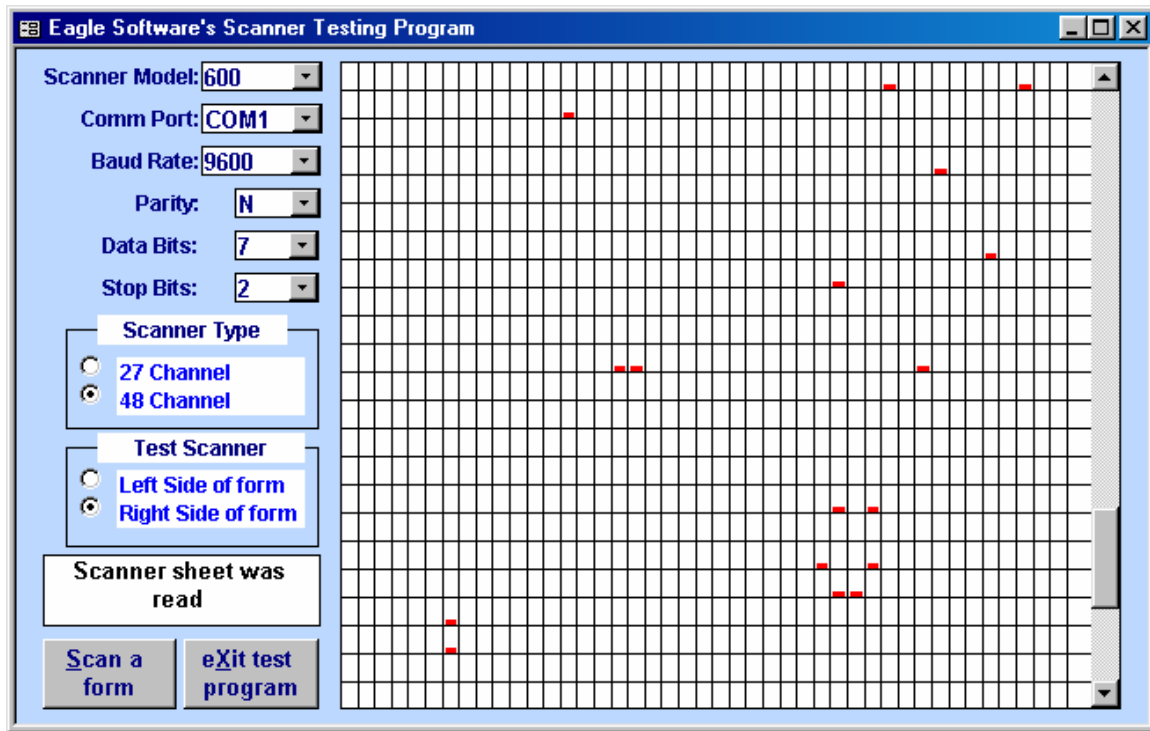 Eagle Software's Scanner Testing Program
Scanner Model: 600
Comm Port: COM1
Baud Rate: 9600
Parity: N
Data Bits: 7
Stop Bits: 2
Scanner Type
27 Channel
48 Channel
Test Scanner
Left Side of form
Right Side of form
Scanner sheet was
read
Scan a
form
eXit test
program